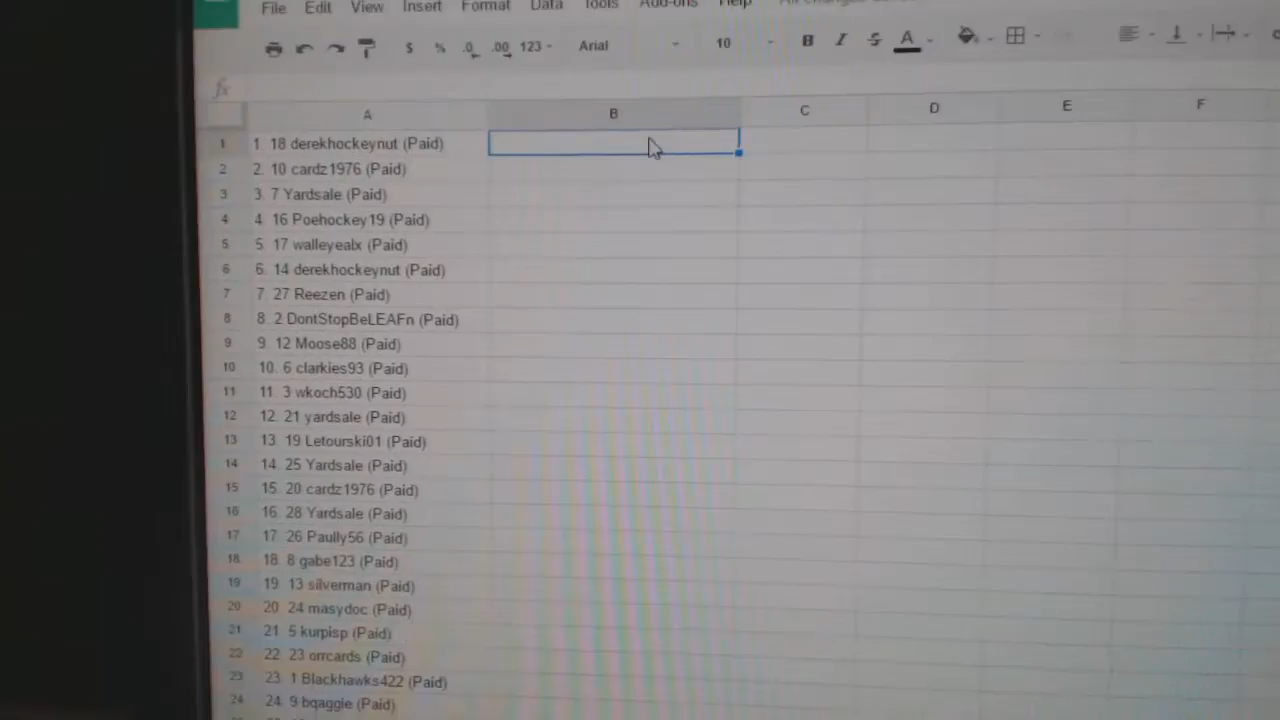 File Edit View Insert Format Data Tools Add-ons Help
$ % .0 .00 123 Arial 10 B I S A
fx
A B C D E F
1 1 18 derekhockeynut (Paid)
2 2. 10 cardz1976 (Paid)
3 3. 7 Yardsale (Paid)
4 4 16 Poehockey19 (Paid)
5 5 17 walleyealx (Paid)
6 6. 14 derekhockeynut (Paid)
7 7. 27 Reezen (Paid)
8 8. 2 DontStopBeLEAFn (Paid)
9 9. 12 Moose88 (Paid)
10 10. 6 clarkies93 (Paid)
11 11. 3 wkoch530 (Paid)
12 12. 21 yardsale (Paid)
13 13. 19 Letourski01 (Paid)
14 14. 25 Yardsale (Paid)
15 15. 20 cardz1976 (Paid)
16 16. 28 Yardsale (Paid)
17 17. 26 Paully56 (Paid)
18 18. 8 gabe123 (Paid)
19 19. 13 silverman (Paid)
20 20. 24 masydoc (Paid)
21 21 5 kurpisp (Paid)
22 22. 23 orrcards (Paid)
23 23. 1 Blackhawks422 (Paid)
24 24. 9 bqaggie (Paid)